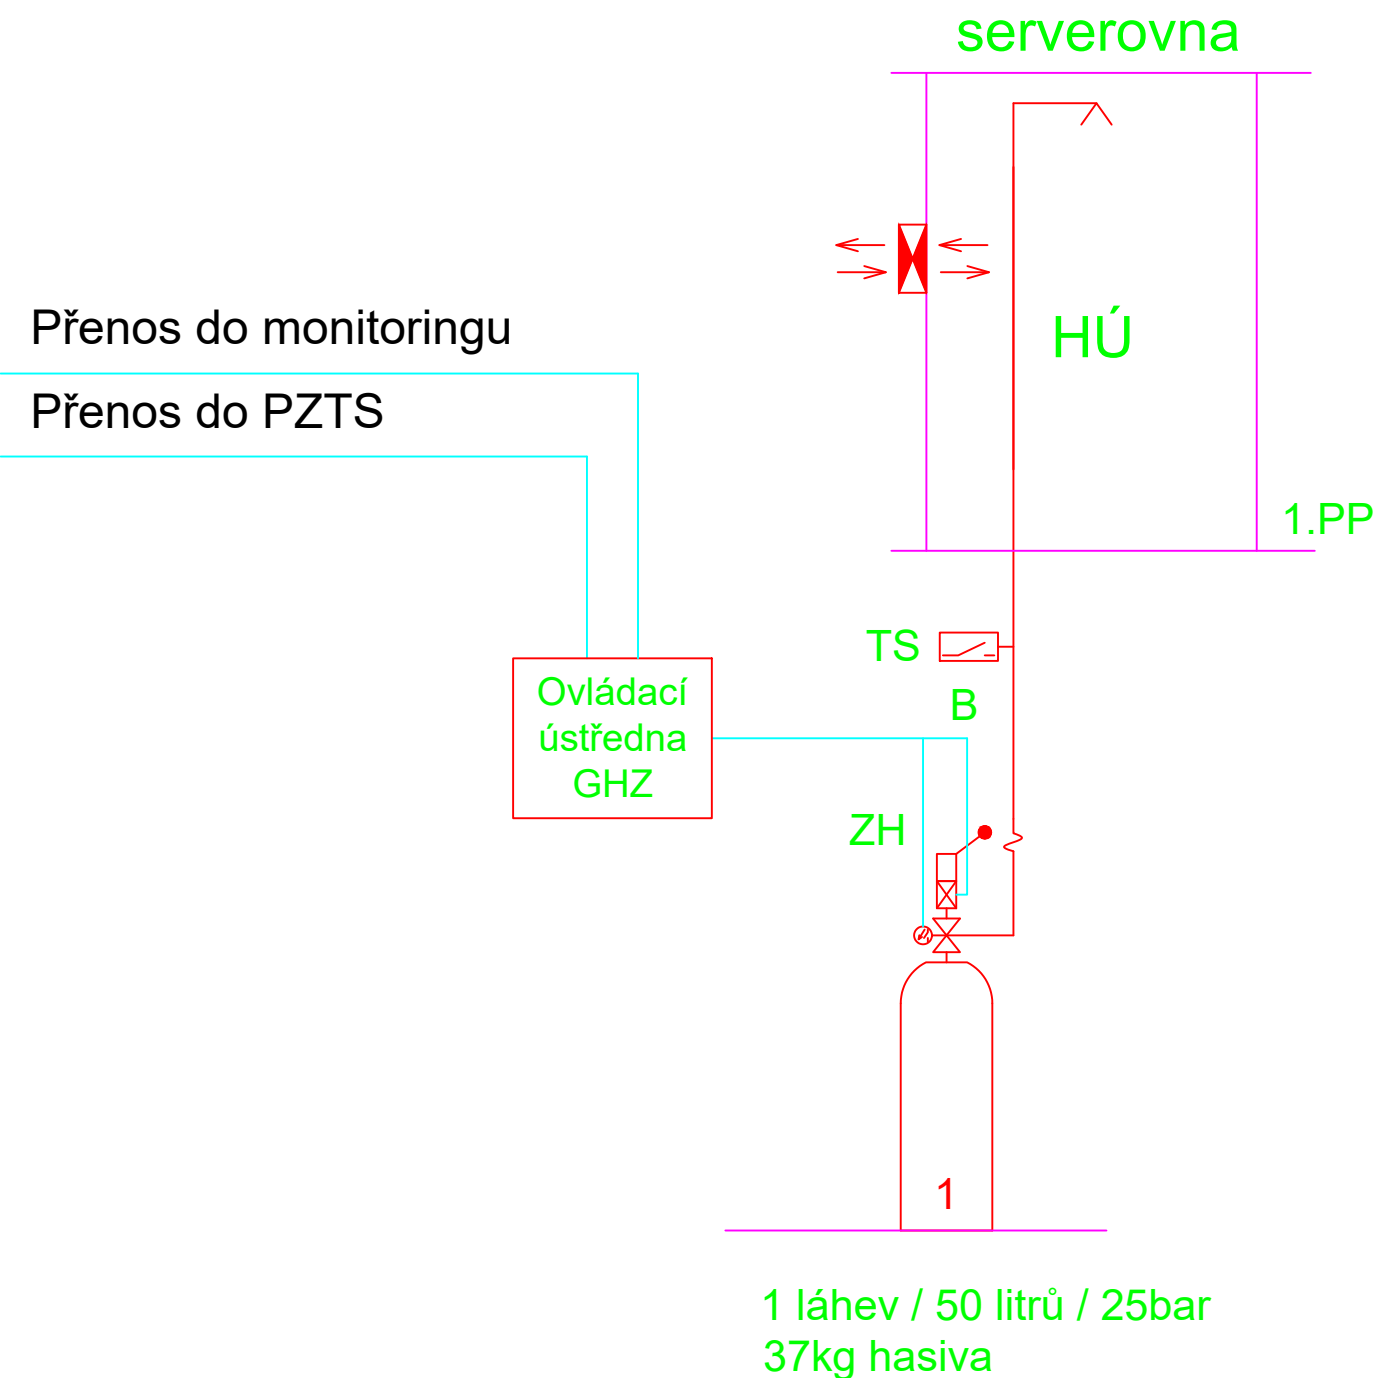 serverovna
Přenos do monitoringu
HÚ
Přenos do PZTS
1.PP
TS
Ovládací
ústředna
GHZ
B
ZH
1
1 láhev / 50 litrů / 25bar
37kg hasiva